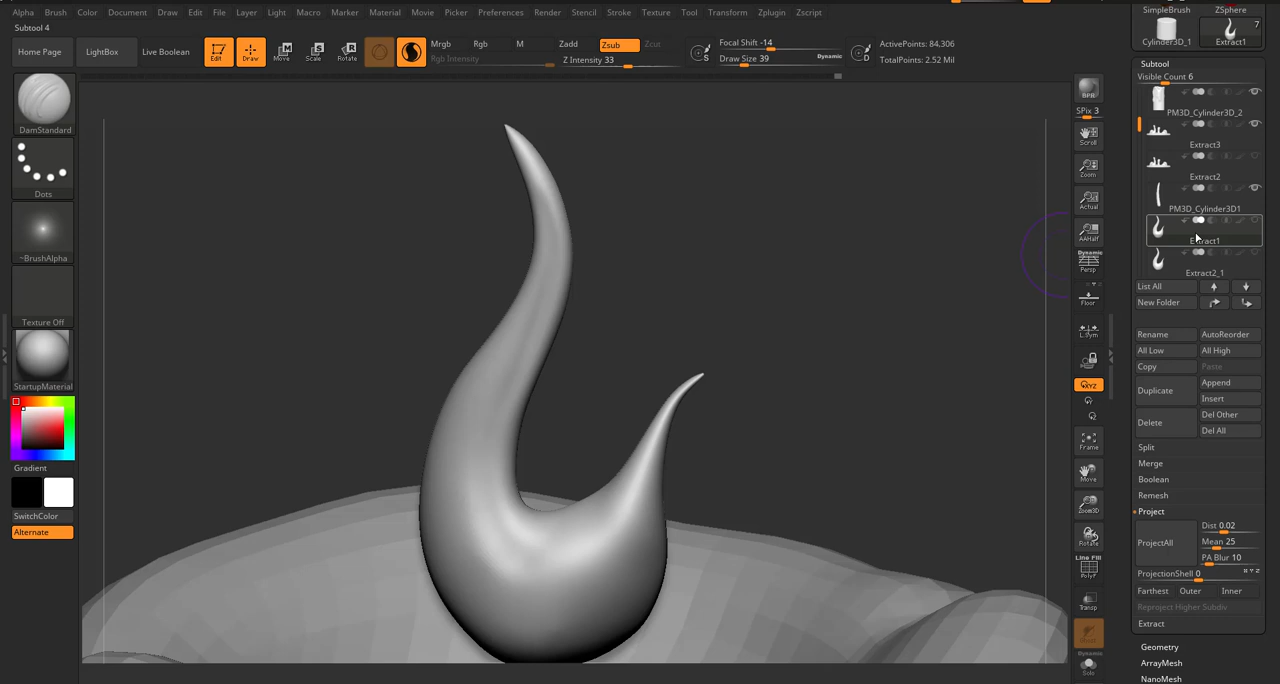 Alpha Brush Color Document Draw Edit File Layer Light Macro Marker Material Movie Picker Preferences Render Stencil Stroke Texture Tool Transform Zplugin Zscript
Subtool 4
Home Page LightBox Live Boolean Edit Draw Move Scale Rotate
Mrgb Rgb M Zadd Zsub Zcut
Rgb Intensity Z Intensity 33
Focal Shift -14
Draw Size 39 Dynamic
ActivePoints: 84,306
TotalPoints: 2.52 Mil
DamStandard
Dots
~BrushAlpha
Texture Off
StartupMaterial
Gradient
SwitchColor
Alternate
BPR
SPix 3
Scroll
Zoom
Actual
AAHalf
Dynamic
Persp
Floor
L.Sym
XYZ
Frame
Move
Zoom3D
Rotate
Line Fill
PolyF
Transp
Dynamic
Solo
SimpleBrush ZSphere
7
Cylinder3D_1 Extract1
Subtool
Visible Count 6
PM3D_Cylinder3D_2
Extract3
Extract2
PM3D_Cylinder3D1
Extract1
Extract2_1
List All
New Folder
Rename AutoReorder
All Low All High
Copy Paste
Duplicate Append
Insert
Delete Del Other
Del All
Split
Merge
Boolean
Remesh
Project
ProjectAll Dist 0.02
Mean 25
PA Blur 10
ProjectionShell 0 X Y Z
Farthest Outer Inner
Reproject Higher Subdiv
Extract
Geometry
ArrayMesh
NanoMesh